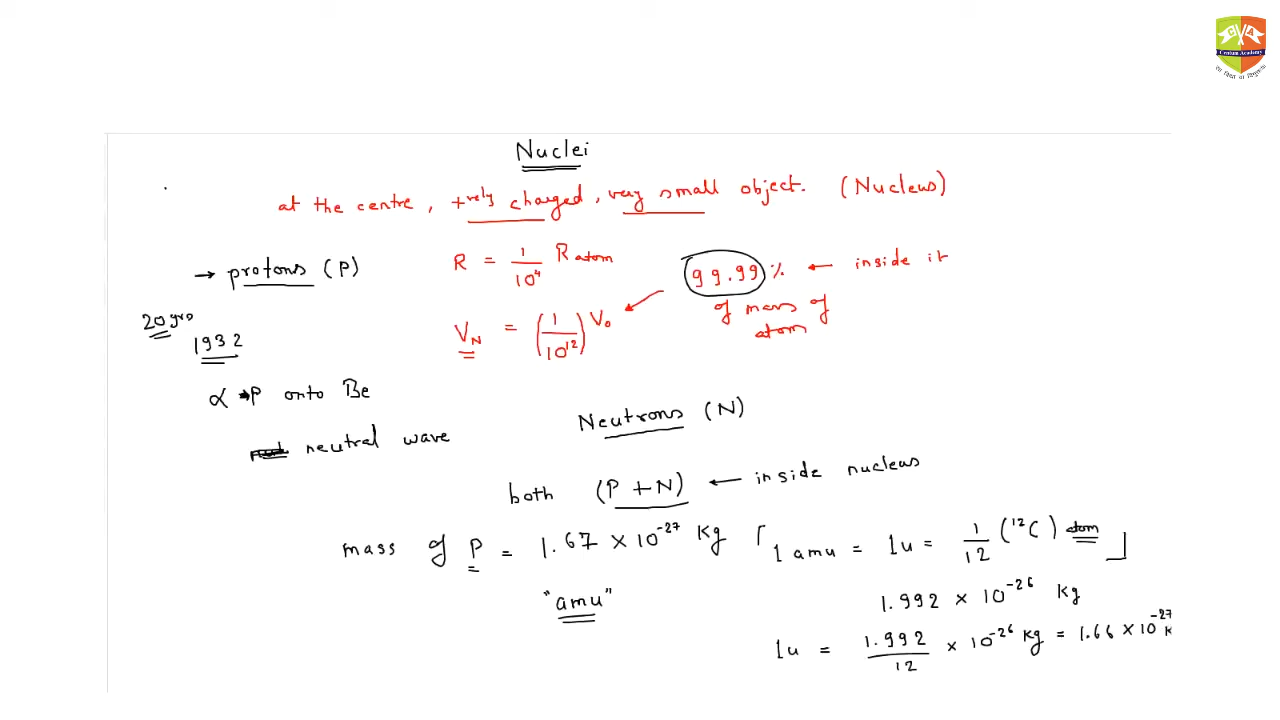 Centum Academy
Nuclei
at the centre, +vely charged, very small object. (Nucleus)
→ protons (P)
R = 1/10⁴ R atom
99.99 % ← inside it
of mass of
atom
20 yrs
1932
V_N = (1/10¹²) V₀
α → P onto Be
neutral wave
Neutrons (N)
both (P + N) ← inside nucleus
mass of P = 1.67 × 10⁻²⁷ Kg [1 amu = 1u = 1/12 (¹²C) atom]
"amu"
1.992 × 10⁻²⁶ Kg
1u = 1.992/12 × 10⁻²⁶ Kg = 1.66 × 10⁻²⁷ K